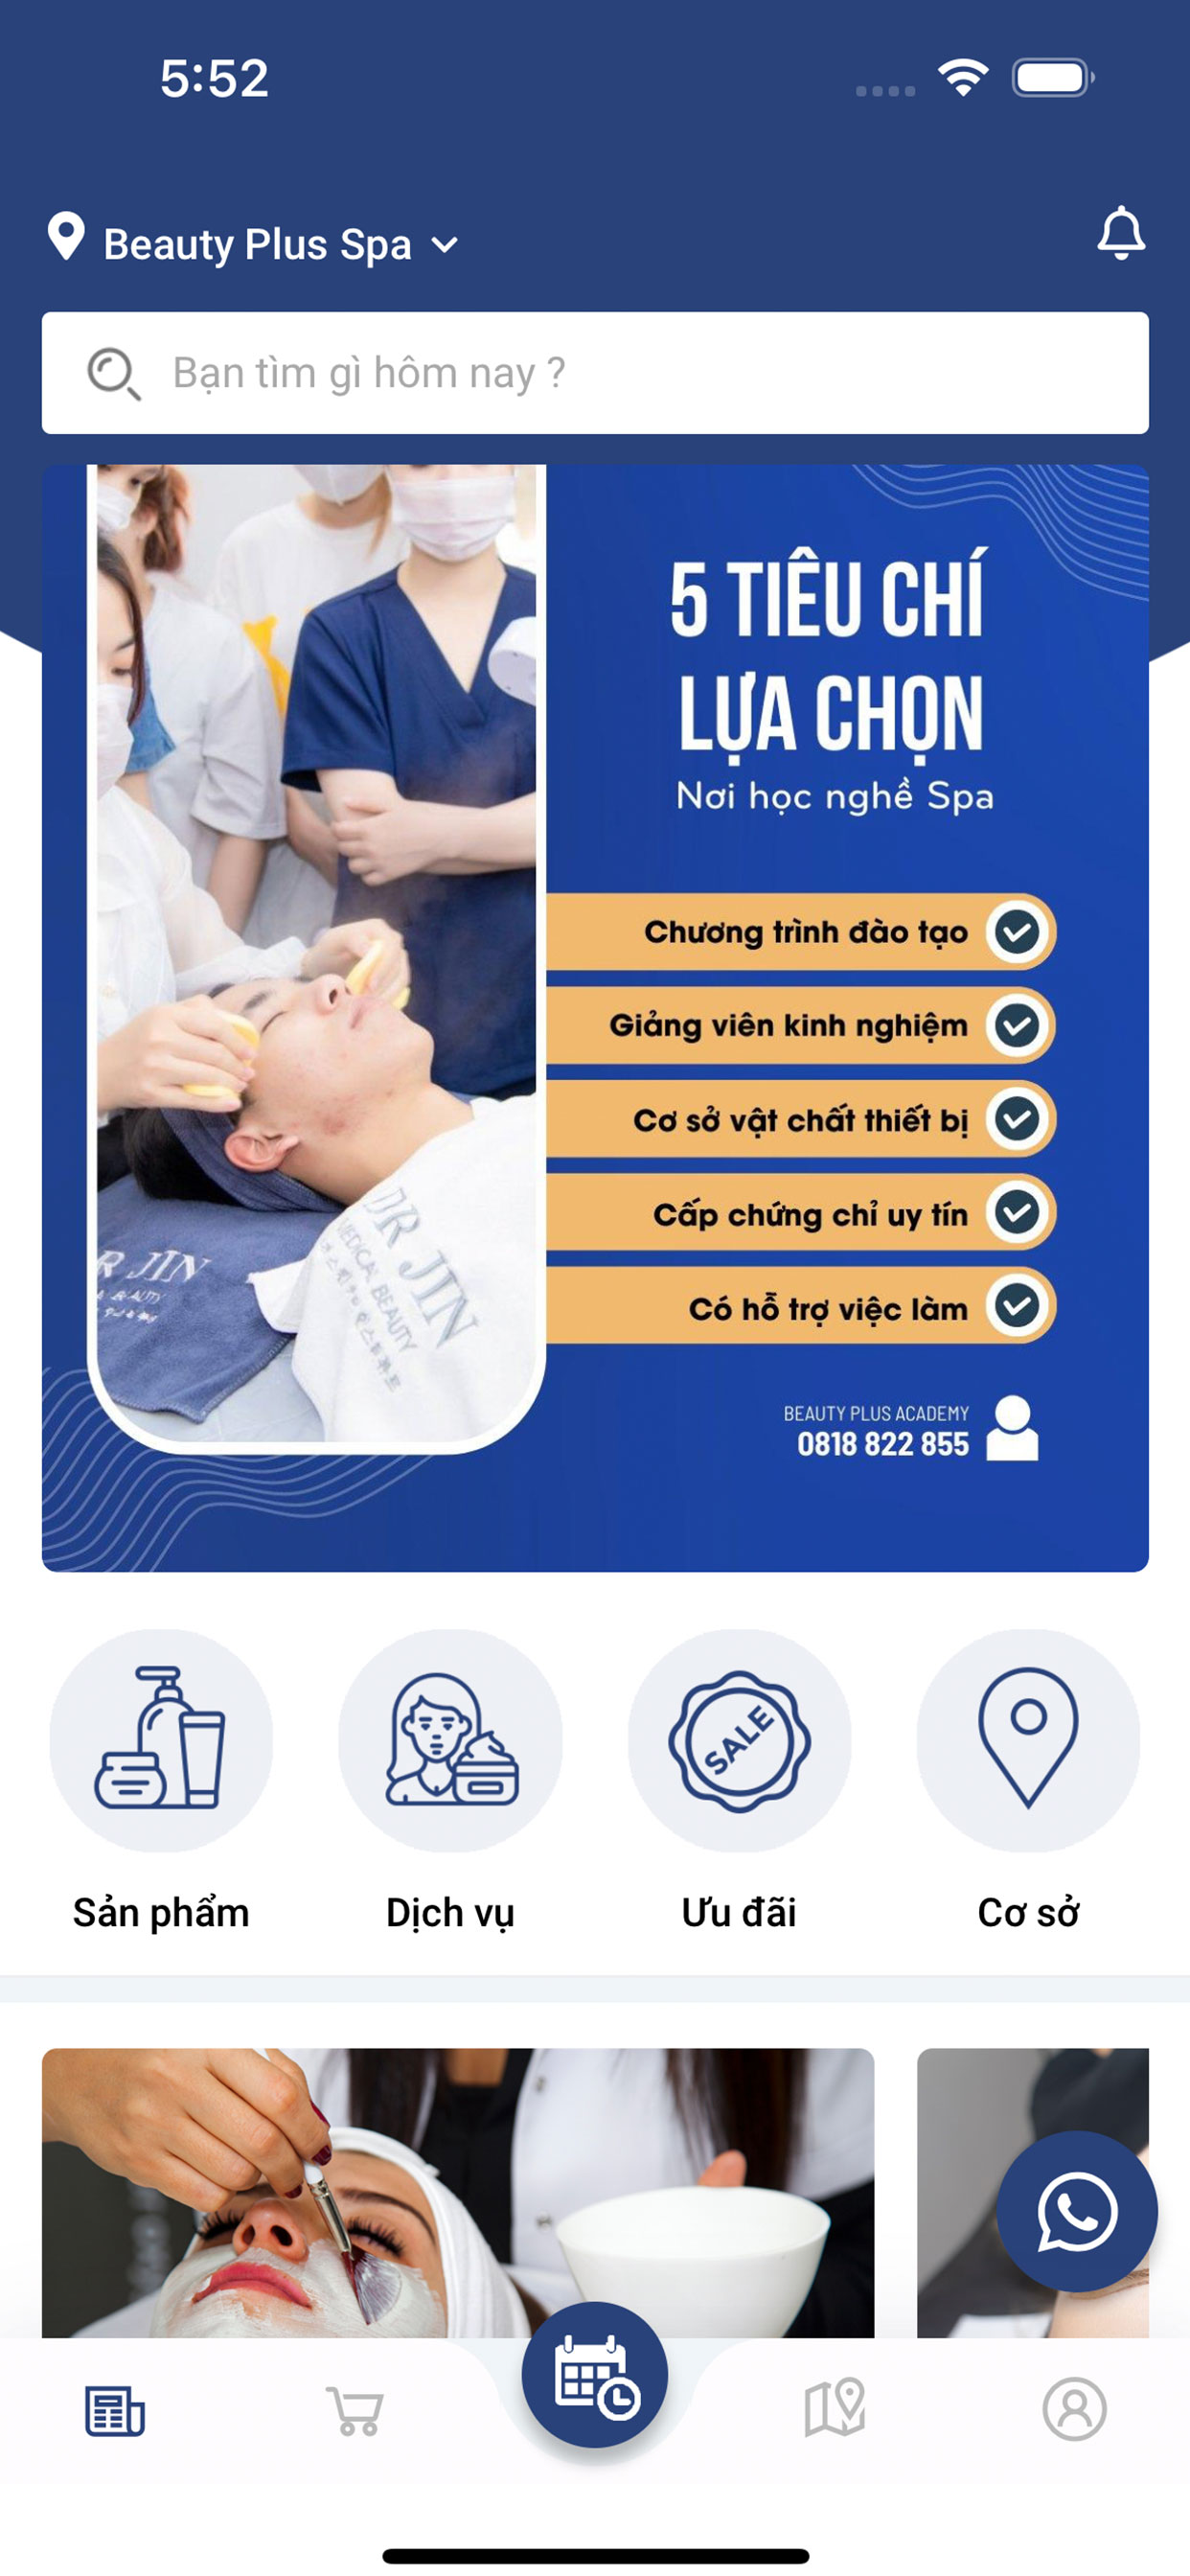 5:52
Beauty Plus Spa
Bạn tìm gì hôm nay ?
5 TIÊU CHÍ
LỰA CHỌN
Nơi học nghề Spa
Chương trình đào tạo
Giảng viên kinh nghiệm
Cơ sở vật chất thiết bị
Cấp chứng chỉ uy tín
Có hỗ trợ việc làm
BEAUTY PLUS ACADEMY
0818 822 855
DR JIN
MEDICAL BEAUTY
R JIN
SALE
Sản phẩm
Dịch vụ
Ưu đãi
Cơ sở